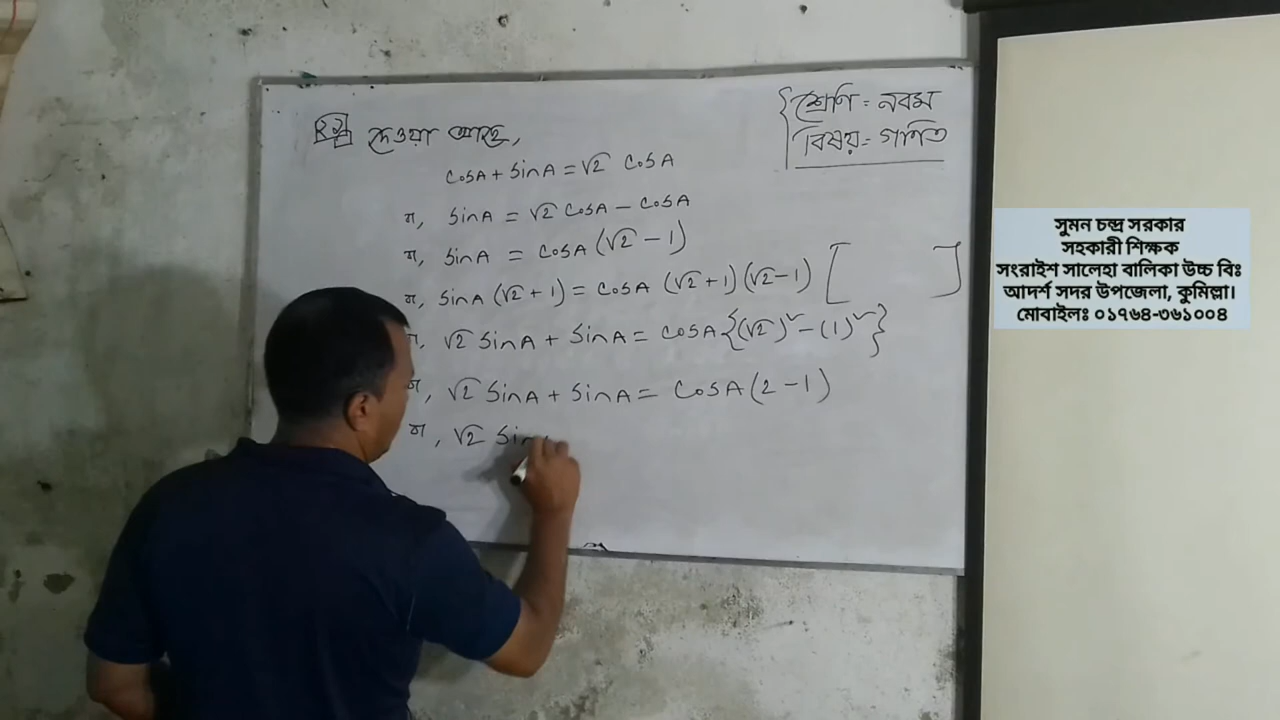 দেওয়া আছে,
শ্রেণি = নবম
বিষয় = গণিত
cosA + sinA = √2 cosA
বা, sinA = √2 cosA - cosA
বা, sinA = cosA (√2 - 1)
বা, sinA (√2 + 1) = cosA (√2 + 1) (√2 - 1) [ ]
বা, √2 sinA + sinA = cosA {(√2)² - (1)²}
বা, √2 sinA + sinA = cosA (2 - 1)
বা, √2 sin
সুমন চন্দ্র সরকার
সহকারী শিক্ষক
সংরাইশ সালেহা বালিকা উচ্চ বিঃ
আদর্শ সদর উপজেলা, কুমিল্লা।
মোবাইলঃ ০১৭৬৪-৩৬১০০৪